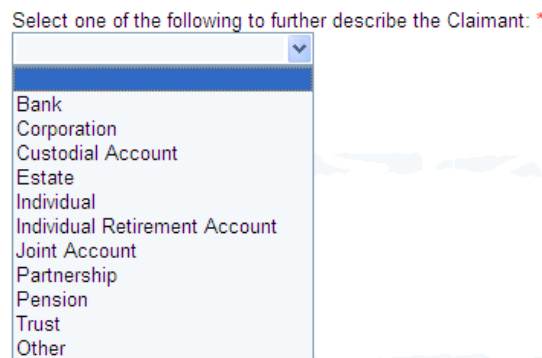 Select one of the following to further describe the Claimant: *
Bank
Corporation
Custodial Account
Estate
Individual
Individual Retirement Account
Joint Account
Partnership
Pension
Trust
Other